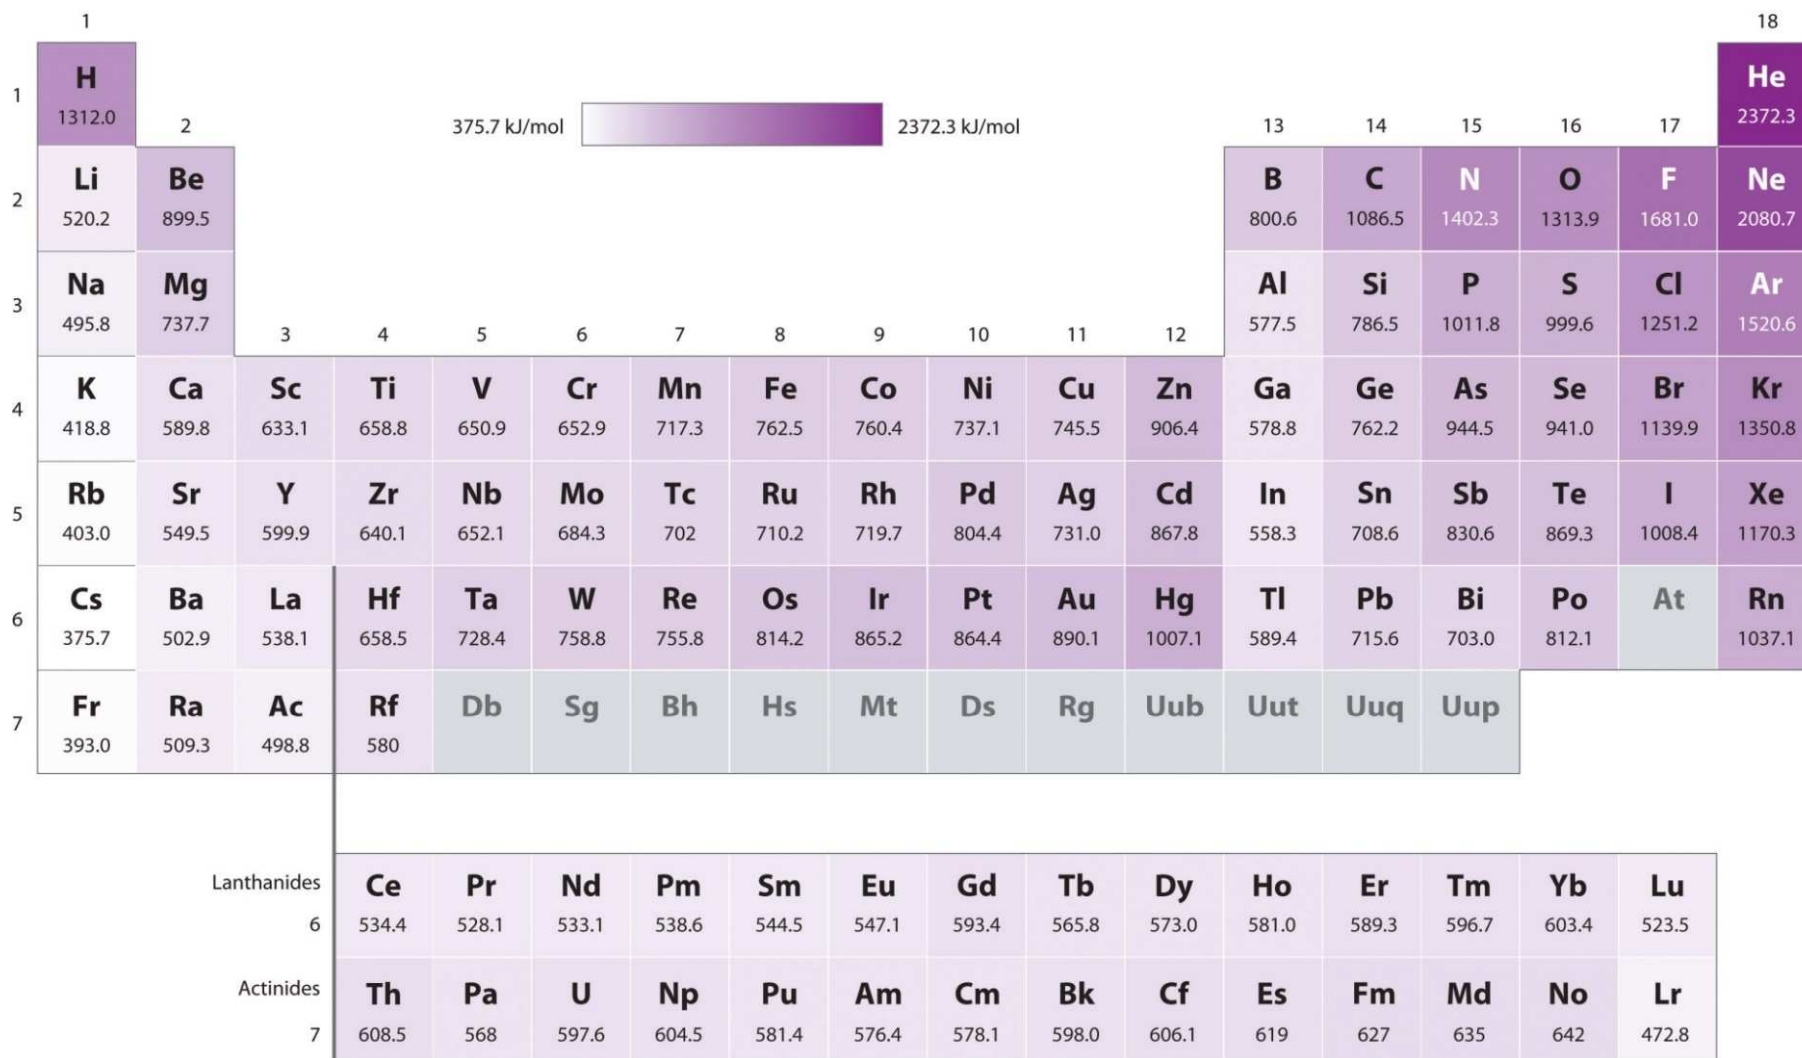 1 18
1 H He
1312.0 2 375.7 kJ/mol 2372.3 kJ/mol 13 14 15 16 17 2372.3
2 Li Be B C N O F Ne
520.2 899.5 800.6 1086.5 1402.3 1313.9 1681.0 2080.7
3 Na Mg Al Si P S Cl Ar
495.8 737.7 3 4 5 6 7 8 9 10 11 12 577.5 786.5 1011.8 999.6 1251.2 1520.6
4 K Ca Sc Ti V Cr Mn Fe Co Ni Cu Zn Ga Ge As Se Br Kr
418.8 589.8 633.1 658.8 650.9 652.9 717.3 762.5 760.4 737.1 745.5 906.4 578.8 762.2 944.5 941.0 1139.9 1350.8
5 Rb Sr Y Zr Nb Mo Tc Ru Rh Pd Ag Cd In Sn Sb Te I Xe
403.0 549.5 599.9 640.1 652.1 684.3 702 710.2 719.7 804.4 731.0 867.8 558.3 708.6 830.6 869.3 1008.4 1170.3
6 Cs Ba La Hf Ta W Re Os Ir Pt Au Hg Tl Pb Bi Po At Rn
375.7 502.9 538.1 658.5 728.4 758.8 755.8 814.2 865.2 864.4 890.1 1007.1 589.4 715.6 703.0 812.1 1037.1
7 Fr Ra Ac Rf Db Sg Bh Hs Mt Ds Rg Uub Uut Uuq Uup
393.0 509.3 498.8 580
Lanthanides Ce Pr Nd Pm Sm Eu Gd Tb Dy Ho Er Tm Yb Lu
6 534.4 528.1 533.1 538.6 544.5 547.1 593.4 565.8 573.0 581.0 589.3 596.7 603.4 523.5
Actinides Th Pa U Np Pu Am Cm Bk Cf Es Fm Md No Lr
7 608.5 568 597.6 604.5 581.4 576.4 578.1 598.0 606.1 619 627 635 642 472.8